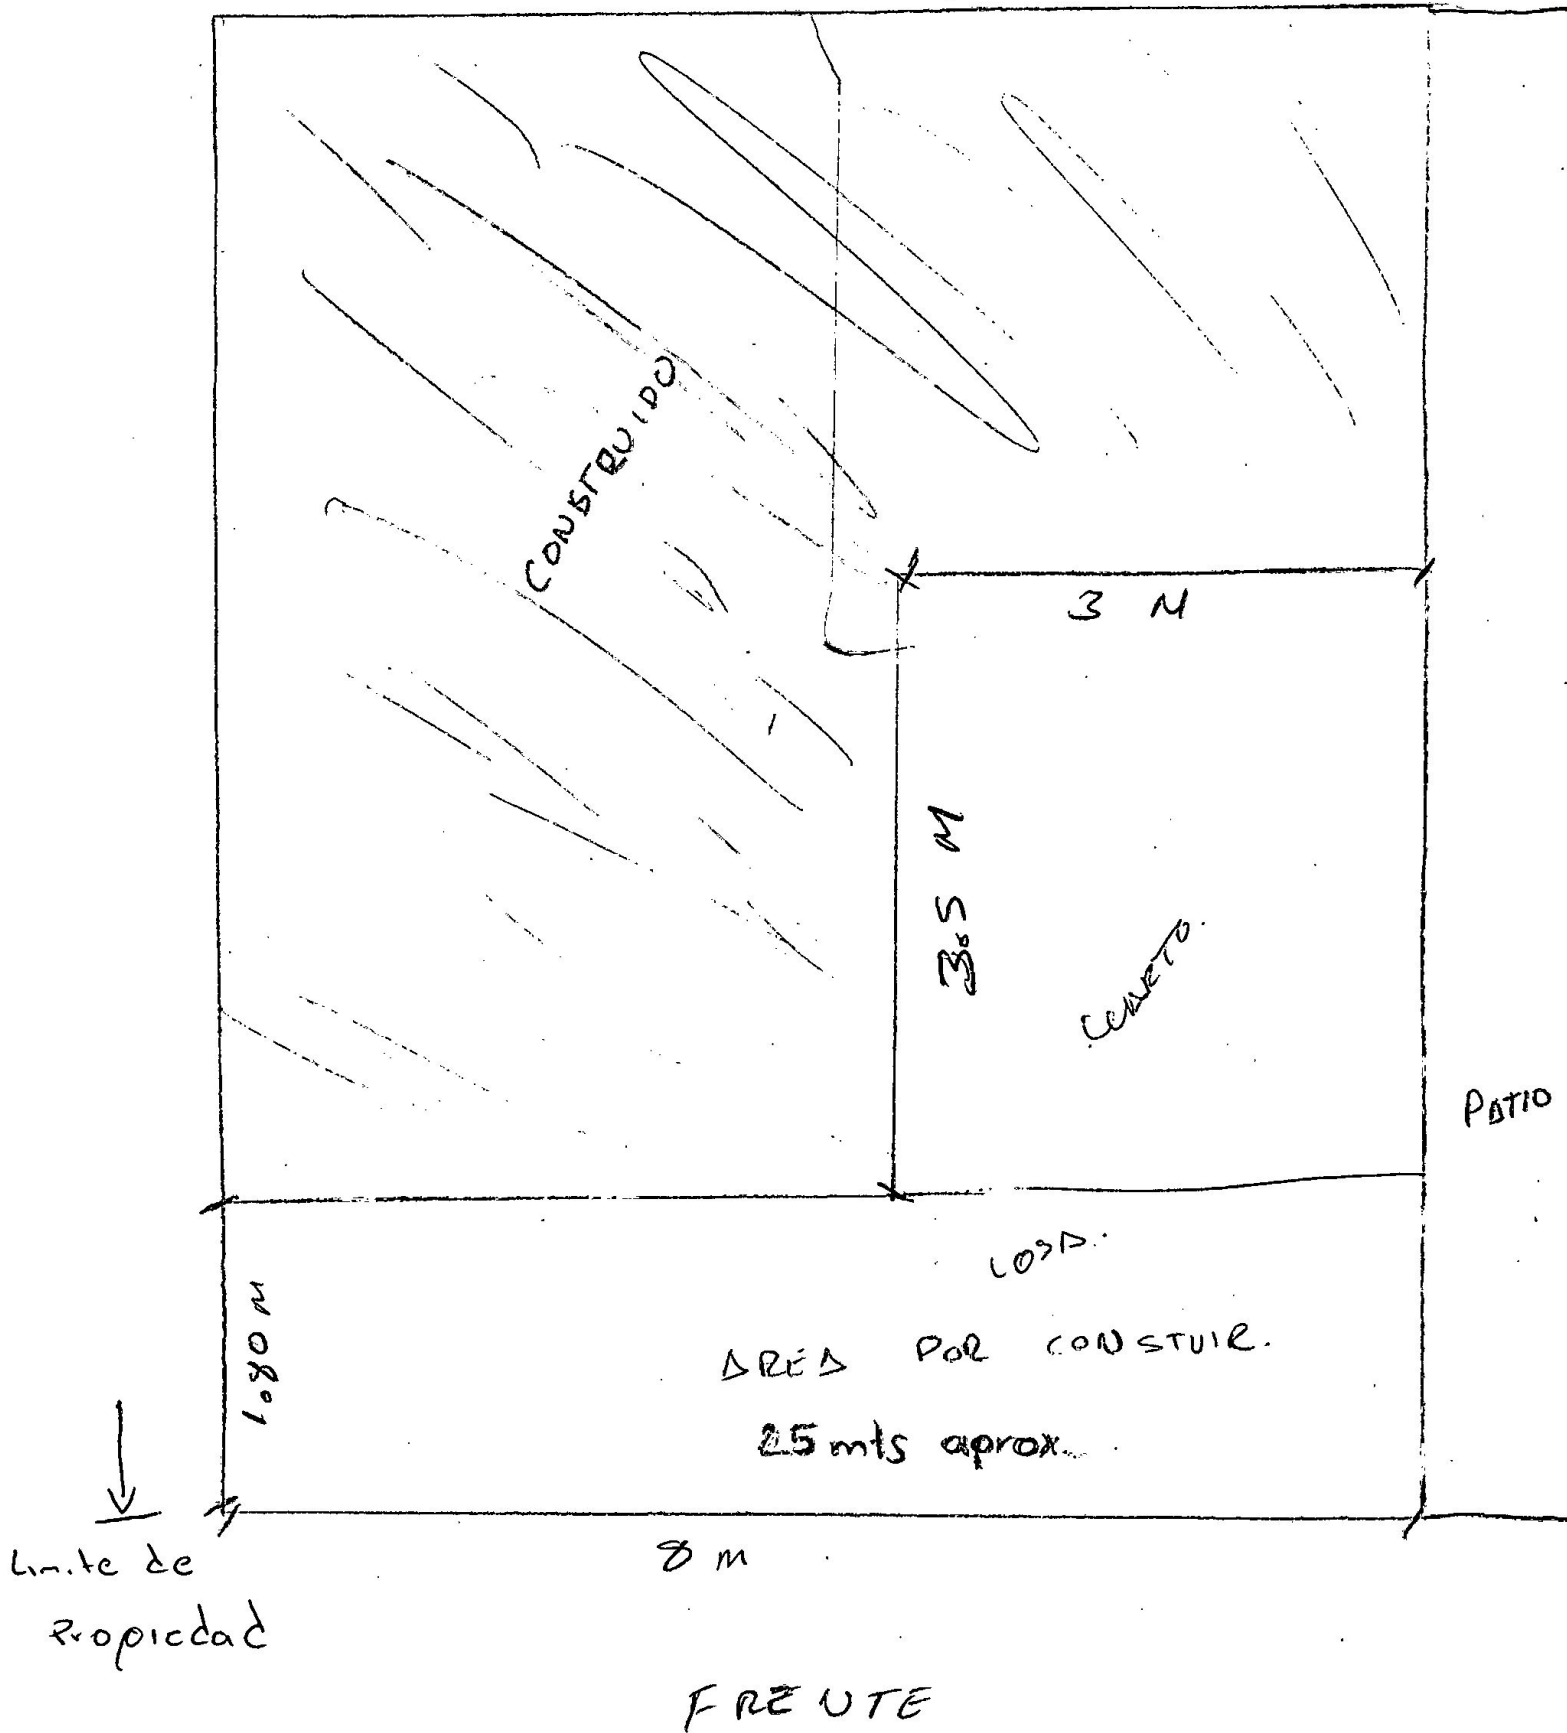 CONSTRUIDO
3 M
3.5 M
CUARTO.
PATIO
LOSA.
1.80 M
AREA POR CONSTUIR.
25 mts aprox.
8 m
Limite de
Propiedad
FRENTE